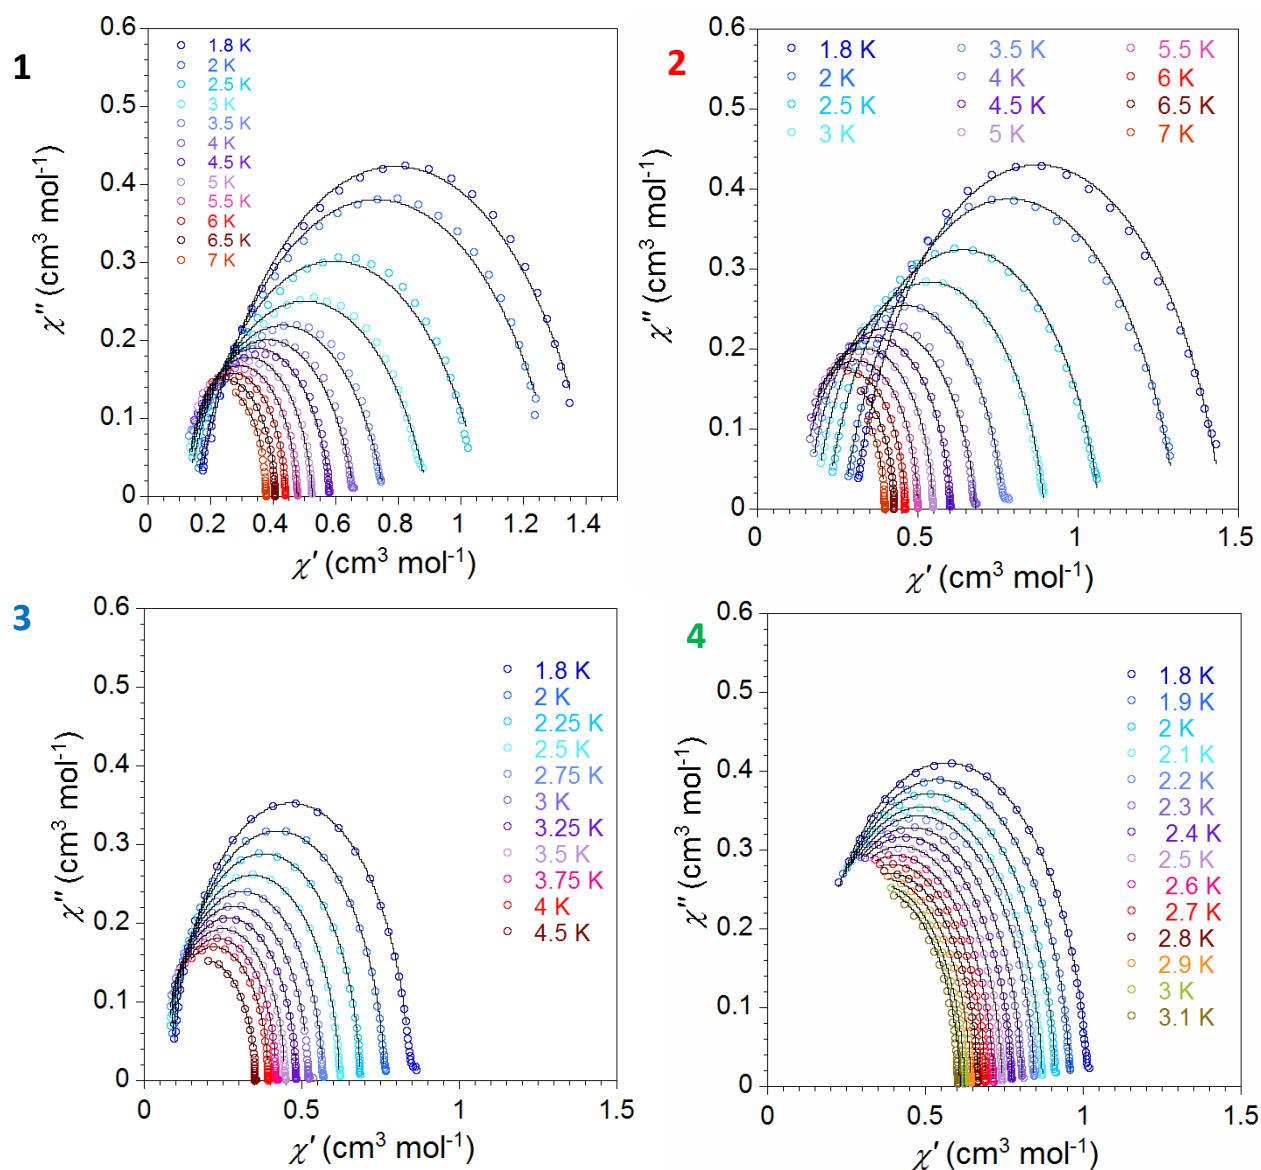 1
χ″ (cm³ mol⁻¹)
0.6
0.5
0.4
0.3
0.2
0.1
0
1.8 K
2 K
2.5 K
3 K
3.5 K
4 K
4.5 K
5 K
5.5 K
6 K
6.5 K
7 K
0 0.2 0.4 0.6 0.8 1 1.2 1.4
χ′ (cm³ mol⁻¹)
2
χ″ (cm³ mol⁻¹)
0.6
0.5
0.4
0.3
0.2
0.1
0
1.8 K 3.5 K 5.5 K
2 K 4 K 6 K
2.5 K 4.5 K 6.5 K
3 K 5 K 7 K
0 0.5 1 1.5
χ′ (cm³ mol⁻¹)
3
χ″ (cm³ mol⁻¹)
0.6
0.5
0.4
0.3
0.2
0.1
0
1.8 K
2 K
2.25 K
2.5 K
2.75 K
3 K
3.25 K
3.5 K
3.75 K
4 K
4.5 K
0 0.5 1 1.5
χ′ (cm³ mol⁻¹)
4
χ″ (cm³ mol⁻¹)
0.6
0.5
0.4
0.3
0.2
0.1
0
1.8 K
1.9 K
2 K
2.1 K
2.2 K
2.3 K
2.4 K
2.5 K
2.6 K
2.7 K
2.8 K
2.9 K
3 K
3.1 K
0 0.5 1 1.5
χ′ (cm³ mol⁻¹)